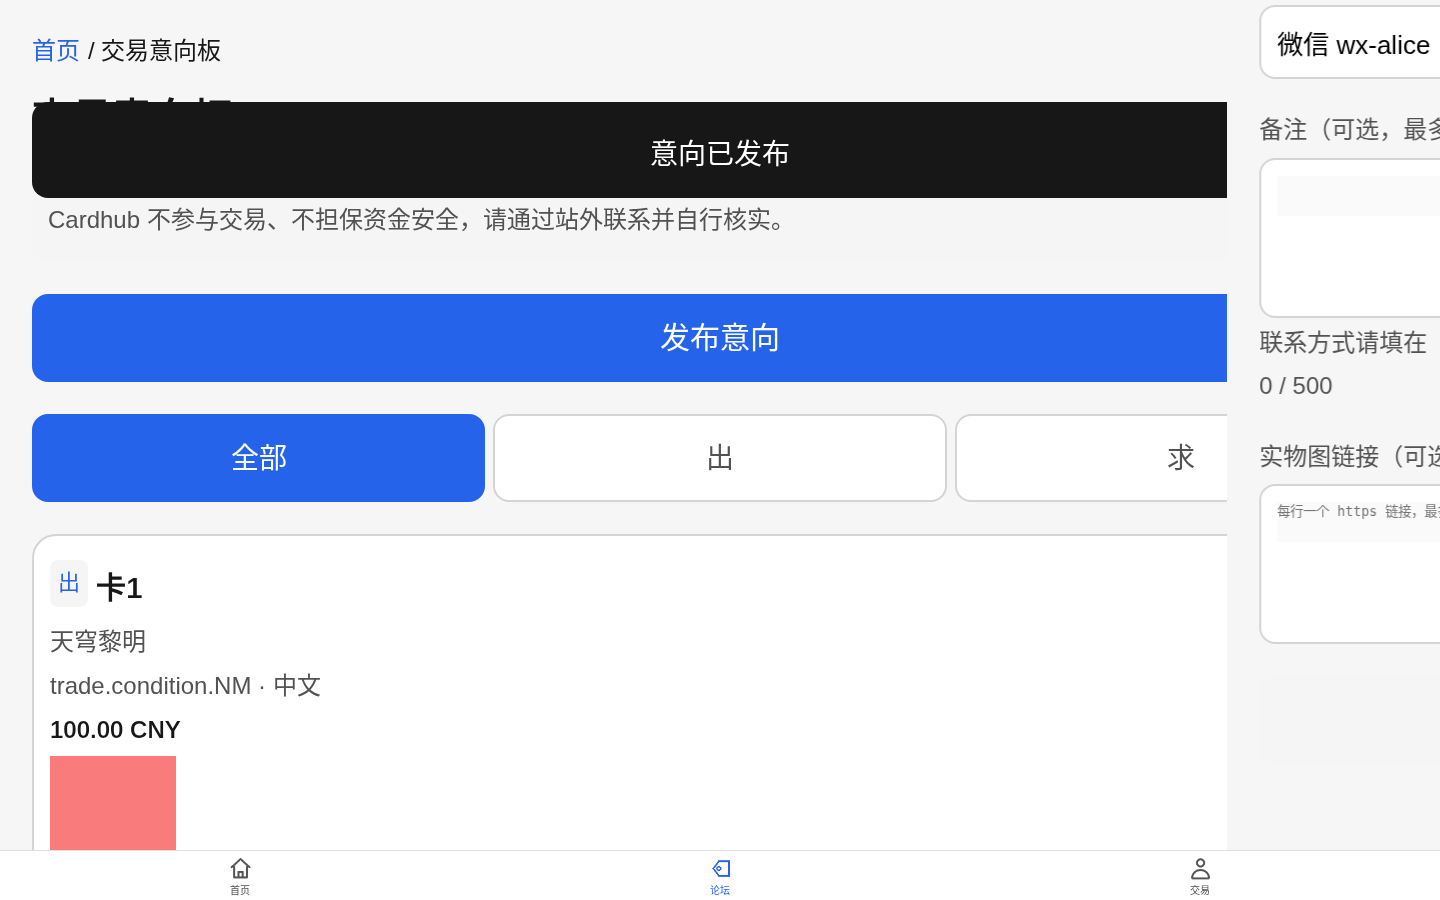 首页 / 交易意向板
意向已发布
Cardhub 不参与交易、不担保资金安全，请通过站外联系并自行核实。
发布意向
全部
出
求
出 卡1
天穹黎明
trade.condition.NM · 中文
100.00 CNY
微信 wx-alice
备注（可选，最多
联系方式请填在
0 / 500
实物图链接（可选
每行一个 https 链接，最多
首页
论坛
交易